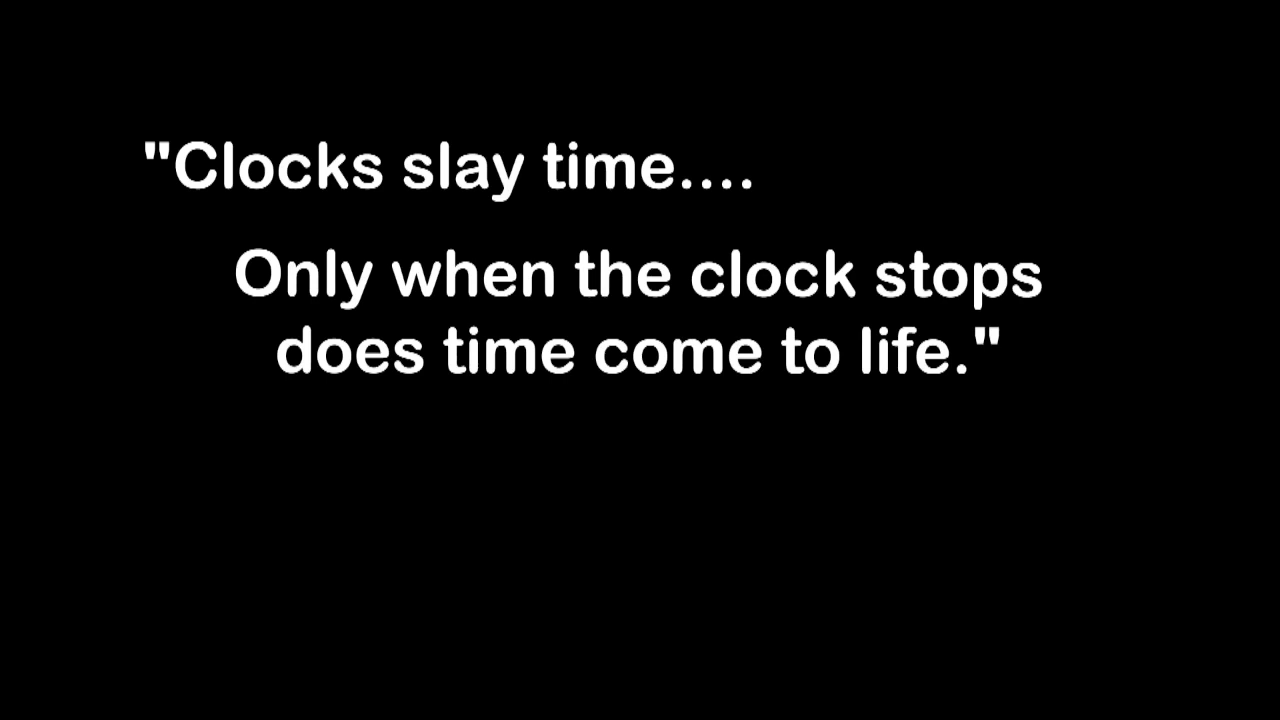 "Clocks slay time....
Only when the clock stops
does time come to life."